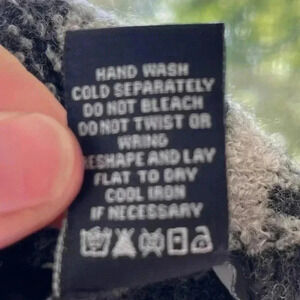 HAND WASH
COLD SEPARATELY
DO NOT BLEACH
DO NOT TWIST OR
WRING
RESHAPE AND LAY
FLAT TO DRY
COOL IRON
IF NECESSARY